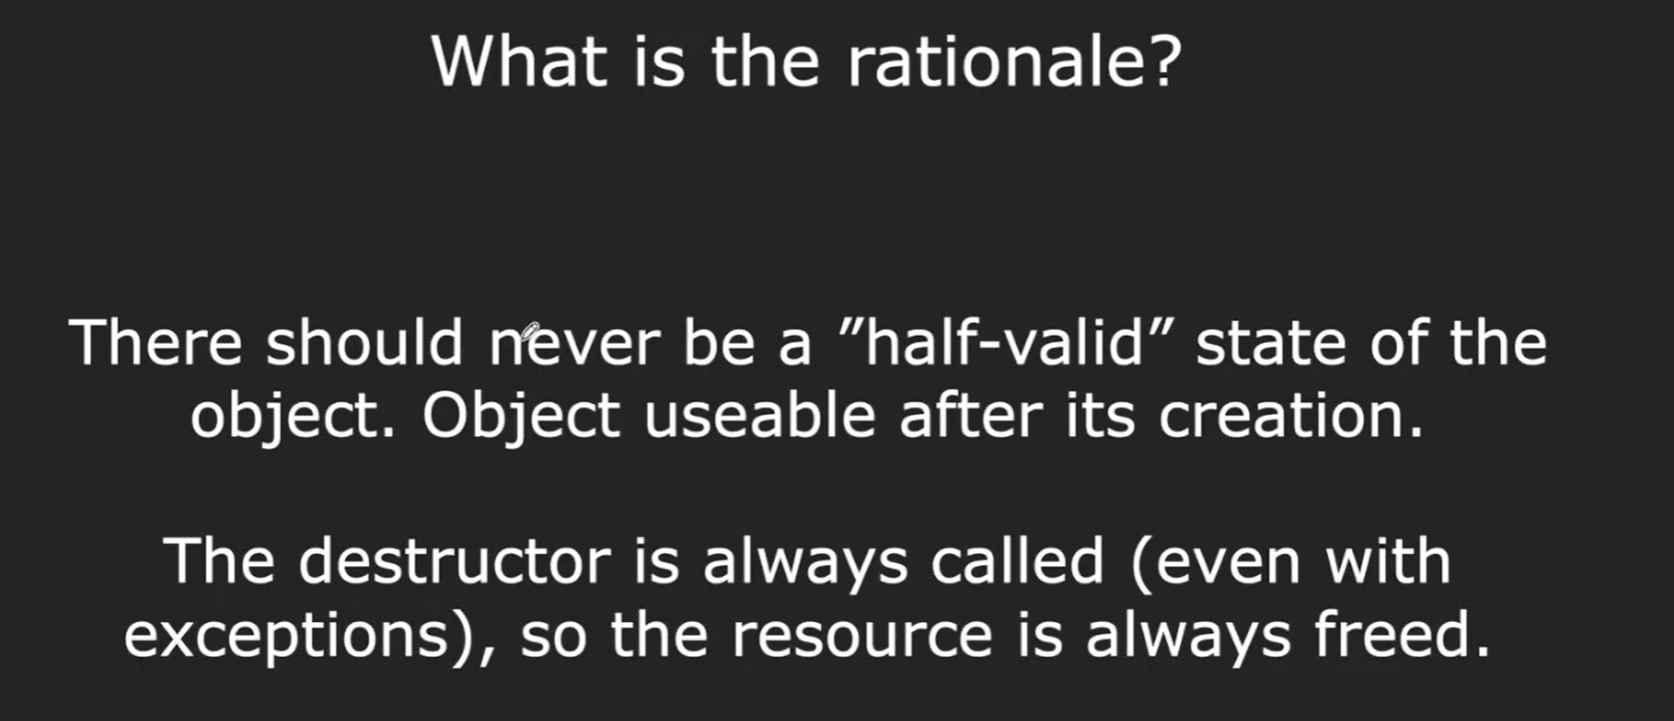 What is the rationale?
There should never be a "half-valid" state of the
object. Object useable after its creation.
The destructor is always called (even with
exceptions), so the resource is always freed.